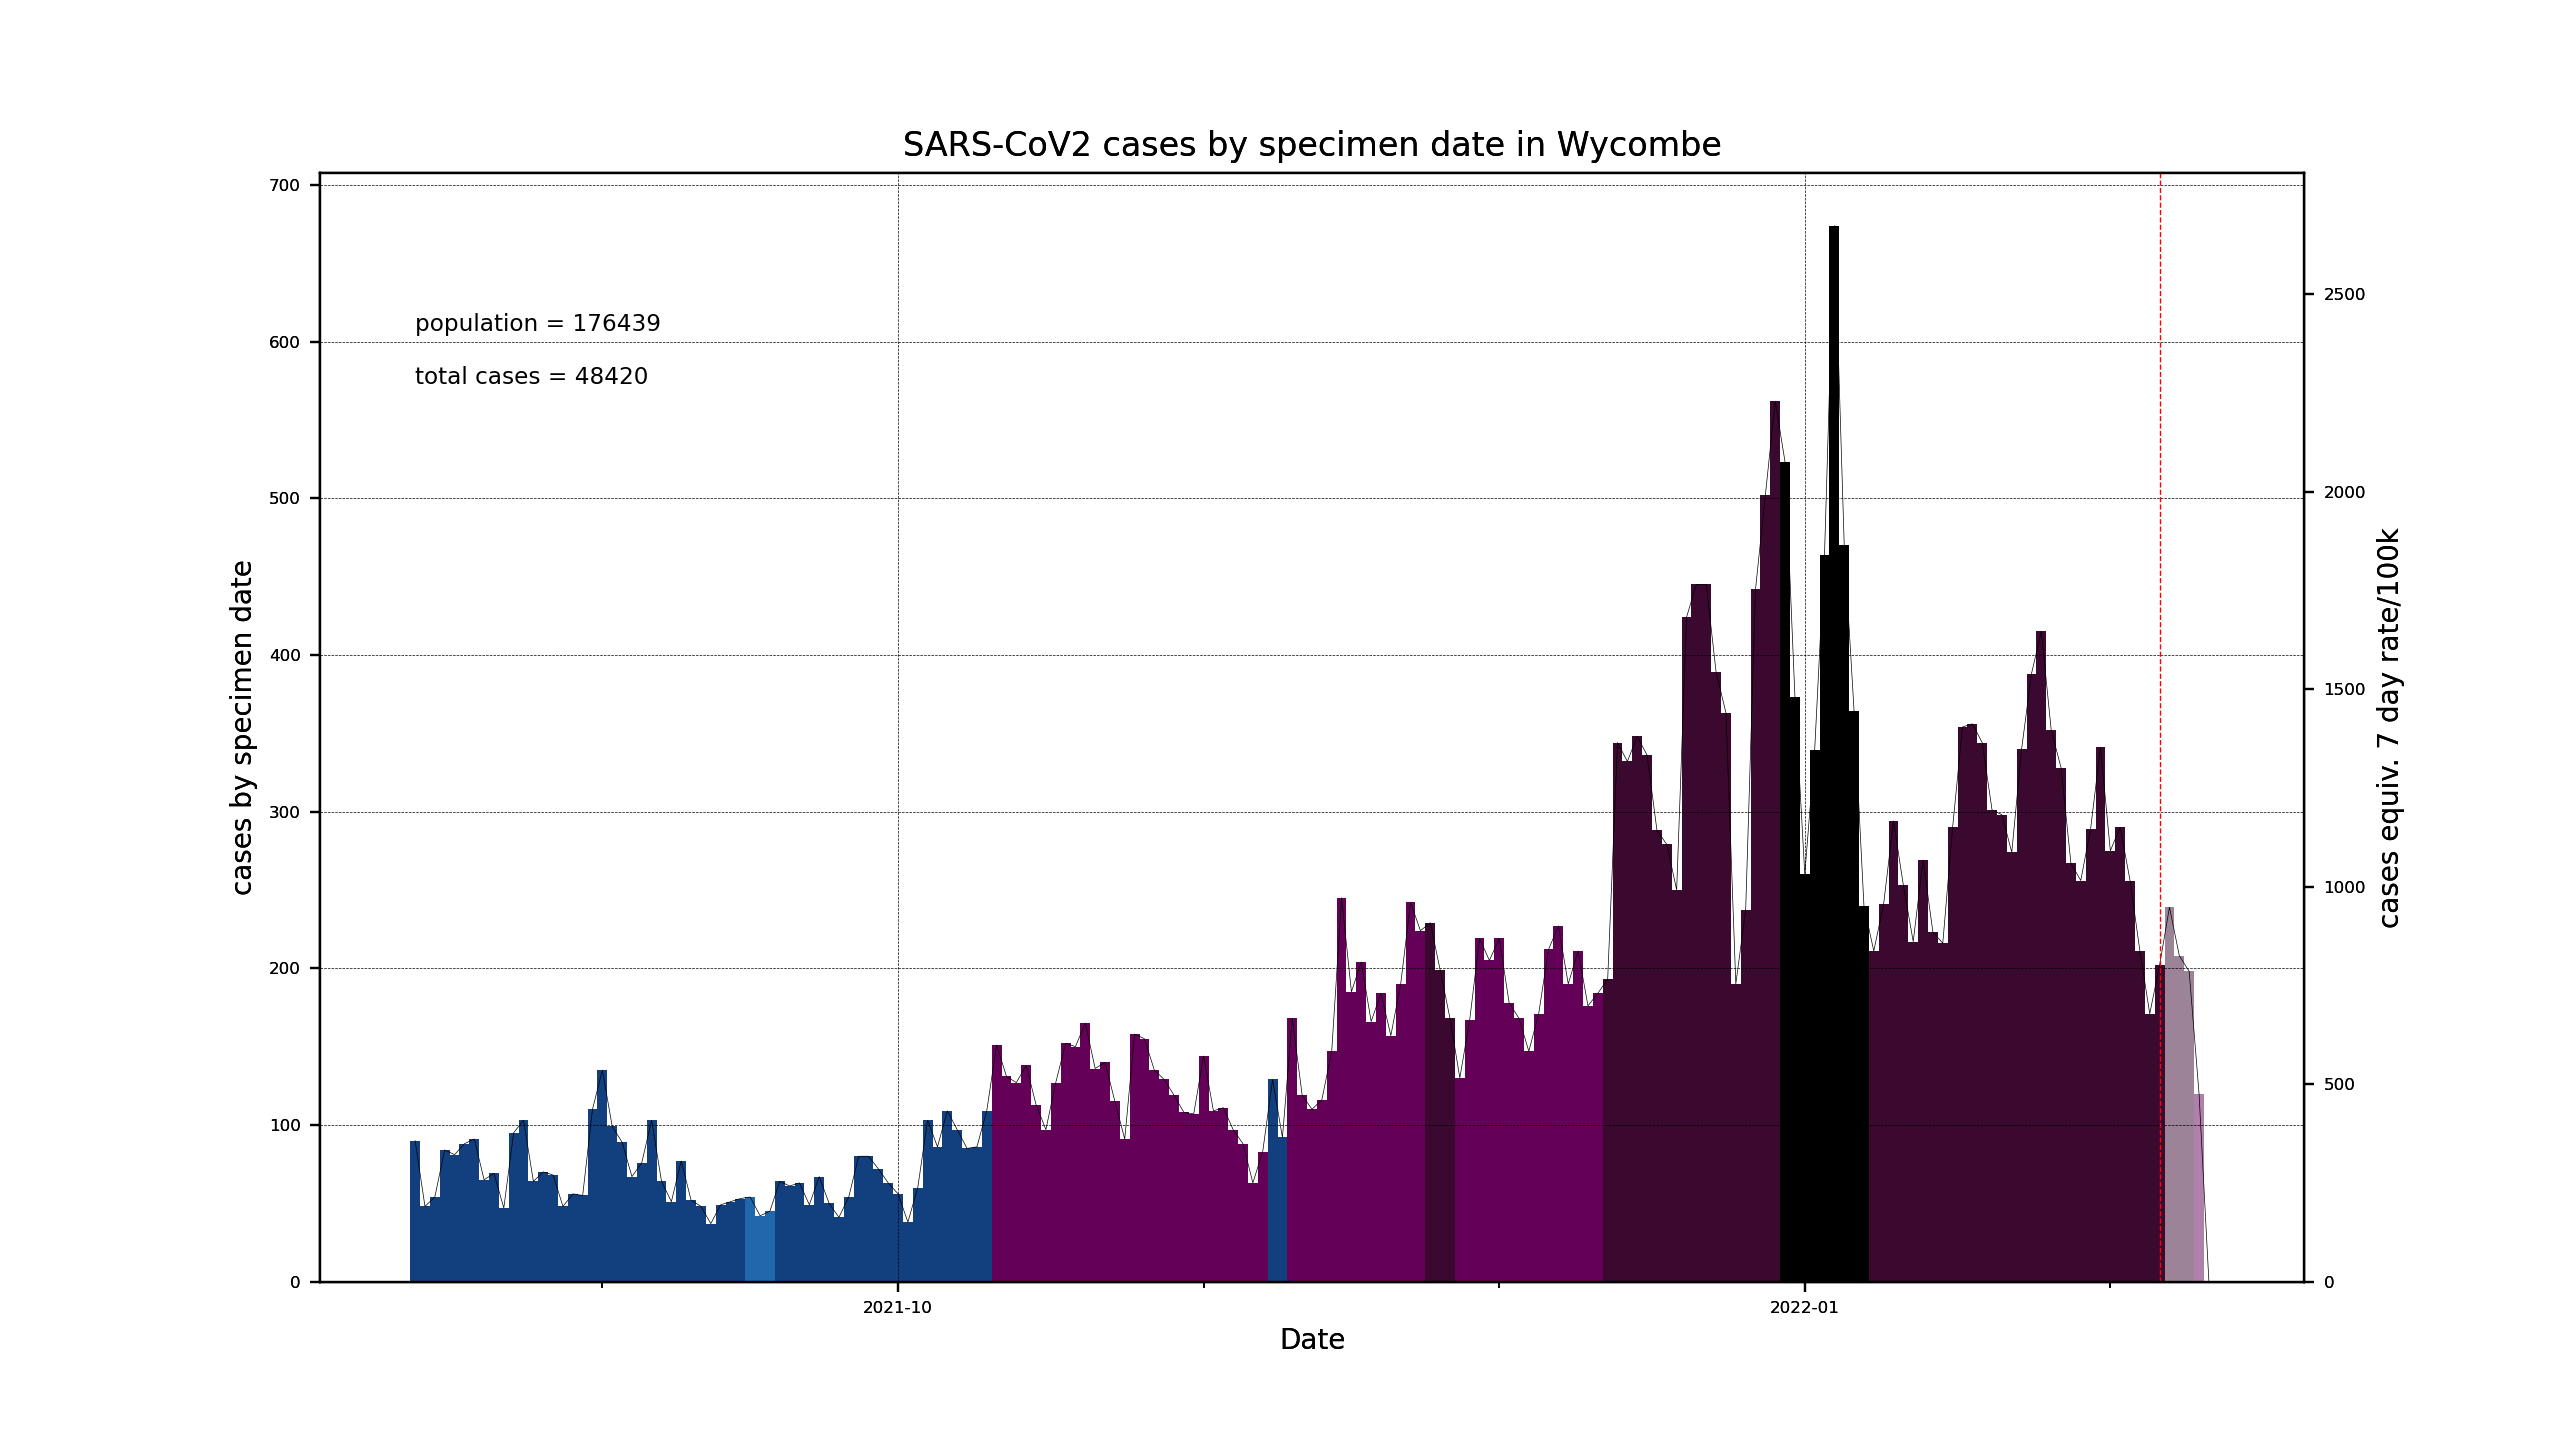 SARS-CoV2 cases by specimen date in Wycombe
700
600
500
400
300
200
100
0
cases by specimen date
population = 176439
total cases = 48420
2500
2000
1500
1000
500
0
cases equiv. 7 day rate/100k
2021-10
2022-01
Date